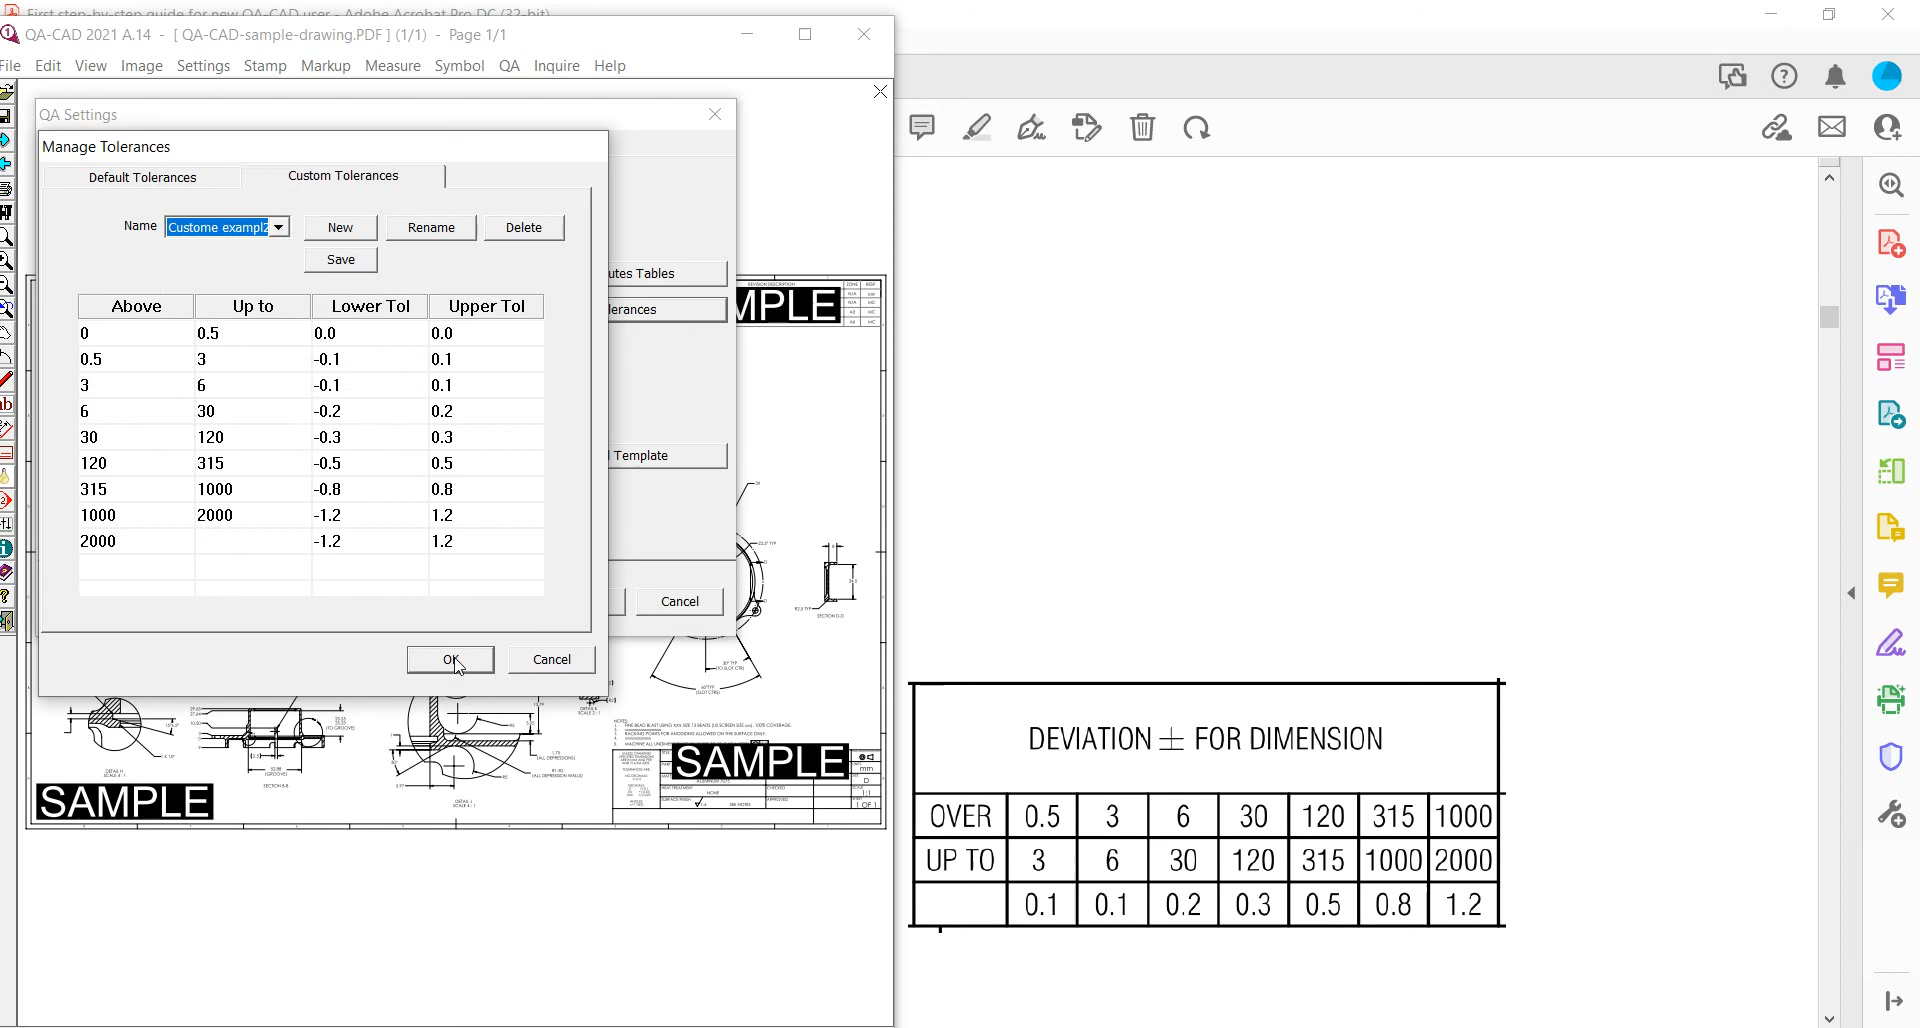 First step-by-step guide for new QA-CAD user - Adobe Acrobat Pro DC (32-bit)
QA-CAD 2021 A.14 - [ QA-CAD-sample-drawing.PDF ] (1/1) - Page 1/1
File Edit View Image Settings Stamp Markup Measure Symbol QA Inquire Help
QA Settings
Manage Tolerances
Default Tolerances Custom Tolerances
Name Custome exampl2 New Rename Delete
Save
utes Tables
erances
Above Up to Lower Tol Upper Tol
0 0.5 0.0 0.0
0.5 3 -0.1 0.1
3 6 -0.1 0.1
6 30 -0.2 0.2
30 120 -0.3 0.3
120 315 -0.5 0.5
315 1000 -0.8 0.8
1000 2000 -1.2 1.2
2000 -1.2 1.2
l Template
Cancel
OK Cancel
MPLE
SAMPLE
SAMPLE
DEVIATION ± FOR DIMENSION
OVER 0.5 3 6 30 120 315 1000
UP TO 3 6 30 120 315 1000 2000
0.1 0.1 0.2 0.3 0.5 0.8 1.2